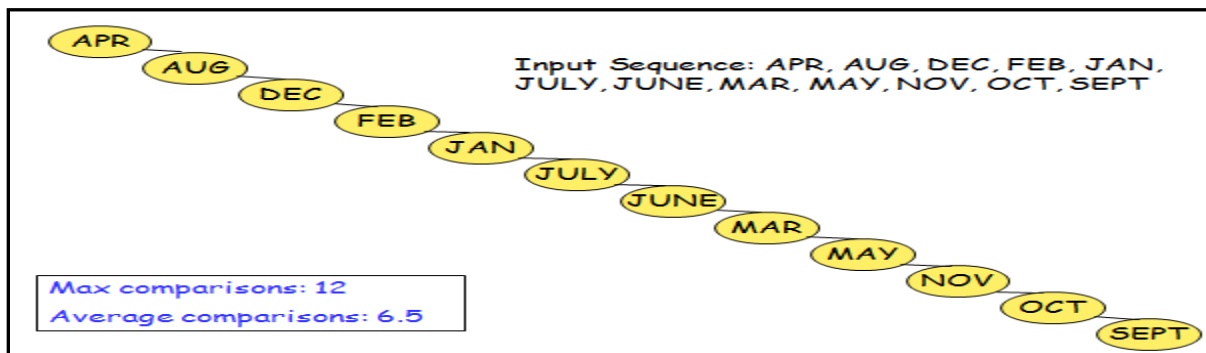 APR
AUG
DEC
FEB
JAN
JULY
JUNE
MAR
MAY
NOV
OCT
SEPT
Input Sequence: APR, AUG, DEC, FEB, JAN,
JULY, JUNE, MAR, MAY, NOV, OCT, SEPT
Max comparisons: 12
Average comparisons: 6.5